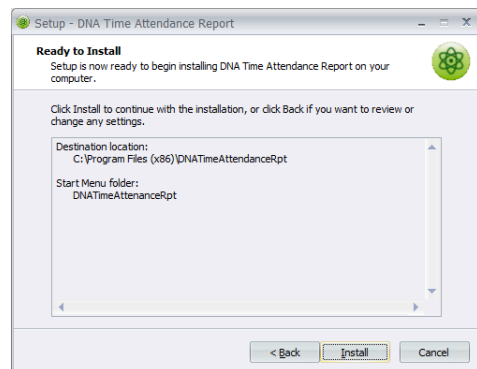 Setup - DNA Time Attendance Report
Ready to Install
Setup is now ready to begin installing DNA Time Attendance Report on your
computer.
Click Install to continue with the installation, or click Back if you want to review or
change any settings.
Destination location:
C:\Program Files (x86)\DNATimeAttendanceRpt
Start Menu folder:
DNATimeAttenanceRpt
< Back
Install
Cancel